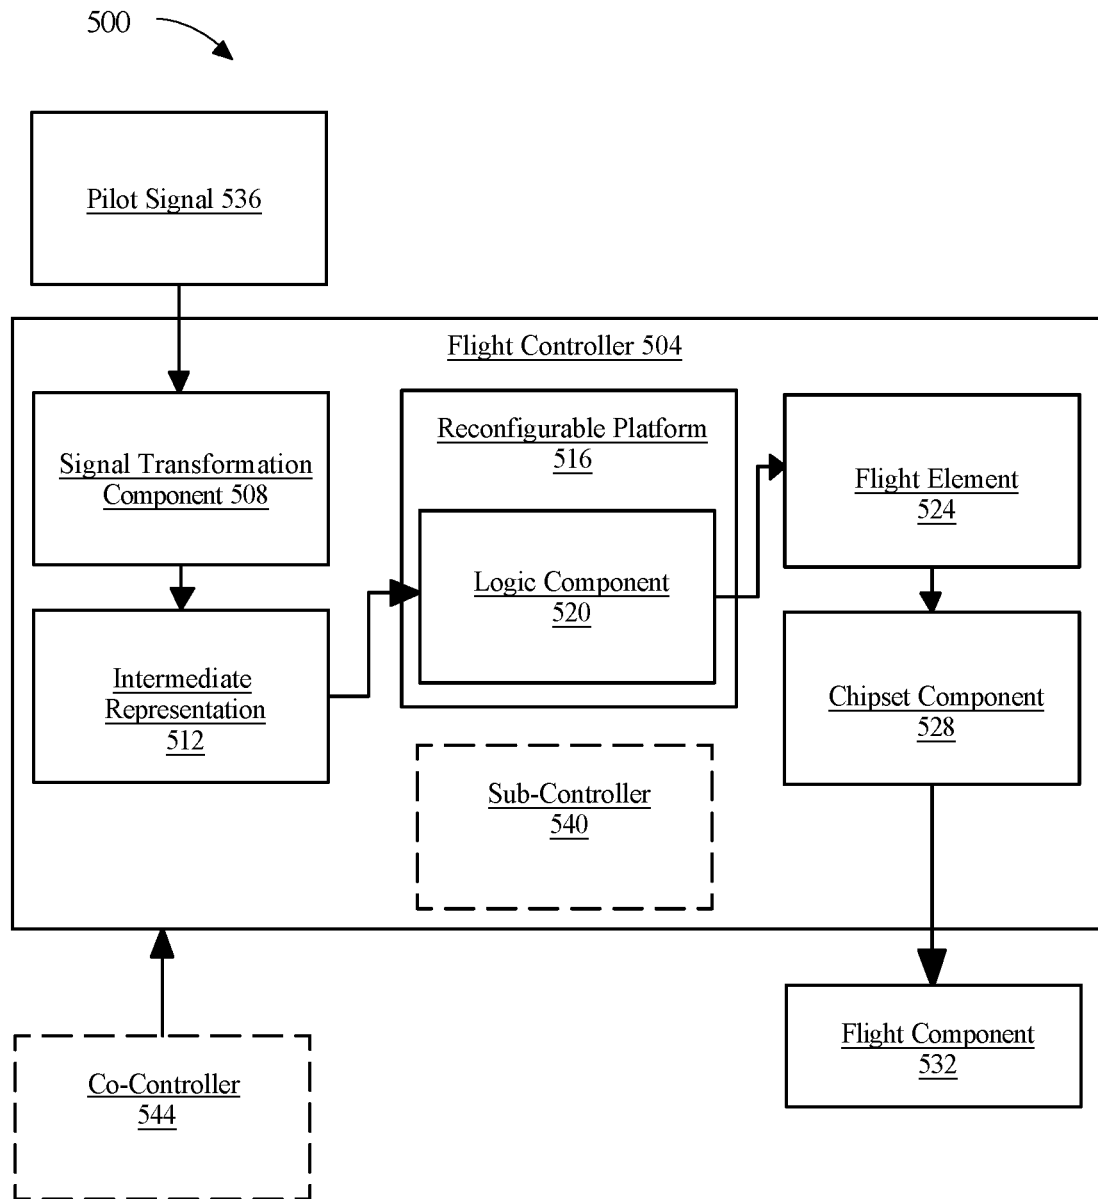 500
Pilot Signal 536
Flight Controller 504
Signal Transformation
Component 508
Reconfigurable Platform
516
Flight Element
524
Logic Component
520
Intermediate
Representation
512
Chipset Component
528
Sub-Controller
540
Flight Component
532
Co-Controller
544